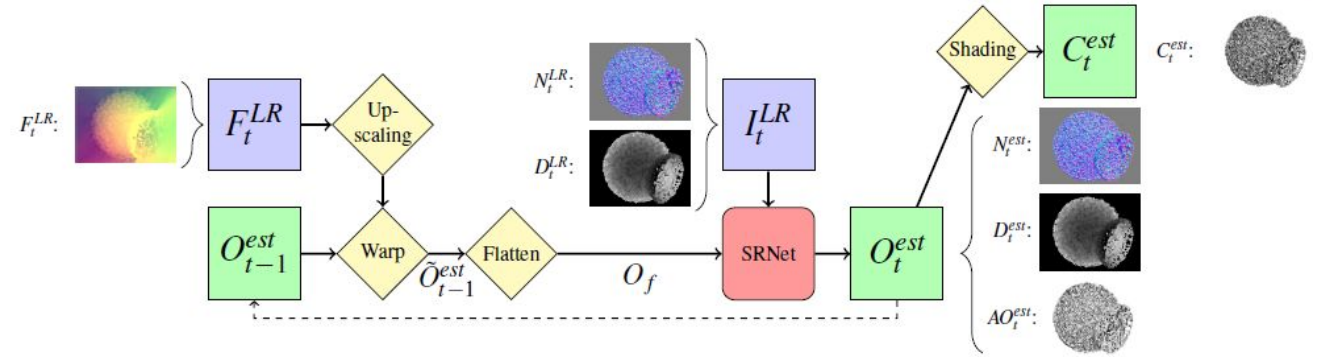 Shading
C_t^{est}
C_t^{est}:
N_t^{LR}:
F_t^{LR}:
F_t^{LR}
Up-
scaling
I_t^{LR}
N_t^{est}:
D_t^{LR}:
O_{t-1}^{est}
Warp
Õ_{t-1}^{est}
Flatten
O_f
SRNet
O_t^{est}
D_t^{est}:
AO_t^{est}: